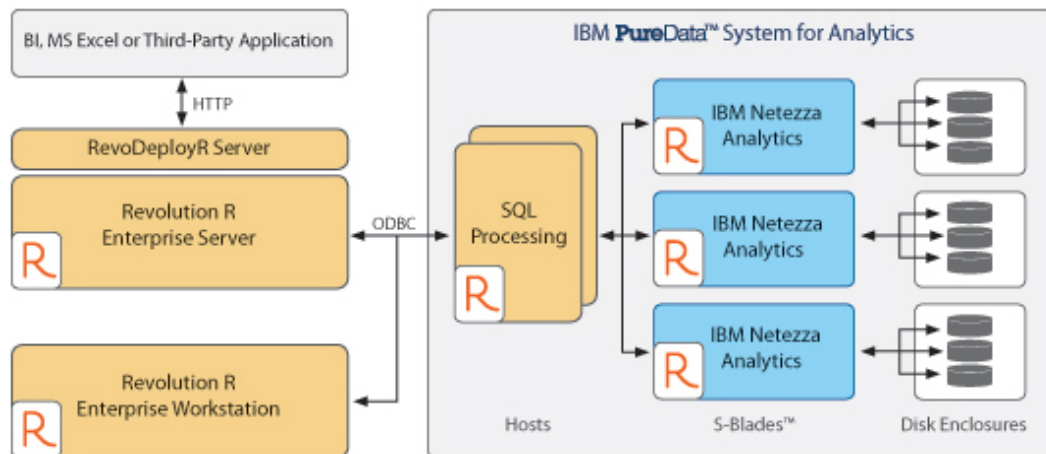 BI, MS Excel or Third-Party Application
HTTP
RevoDeployR Server
Revolution R
Enterprise Server
R
ODBC
Revolution R
Enterprise Workstation
R
IBM PureData™ System for Analytics
SQL
Processing
R
IBM Netezza
Analytics
R
IBM Netezza
Analytics
R
IBM Netezza
Analytics
R
Hosts
S-Blades™
Disk Enclosures